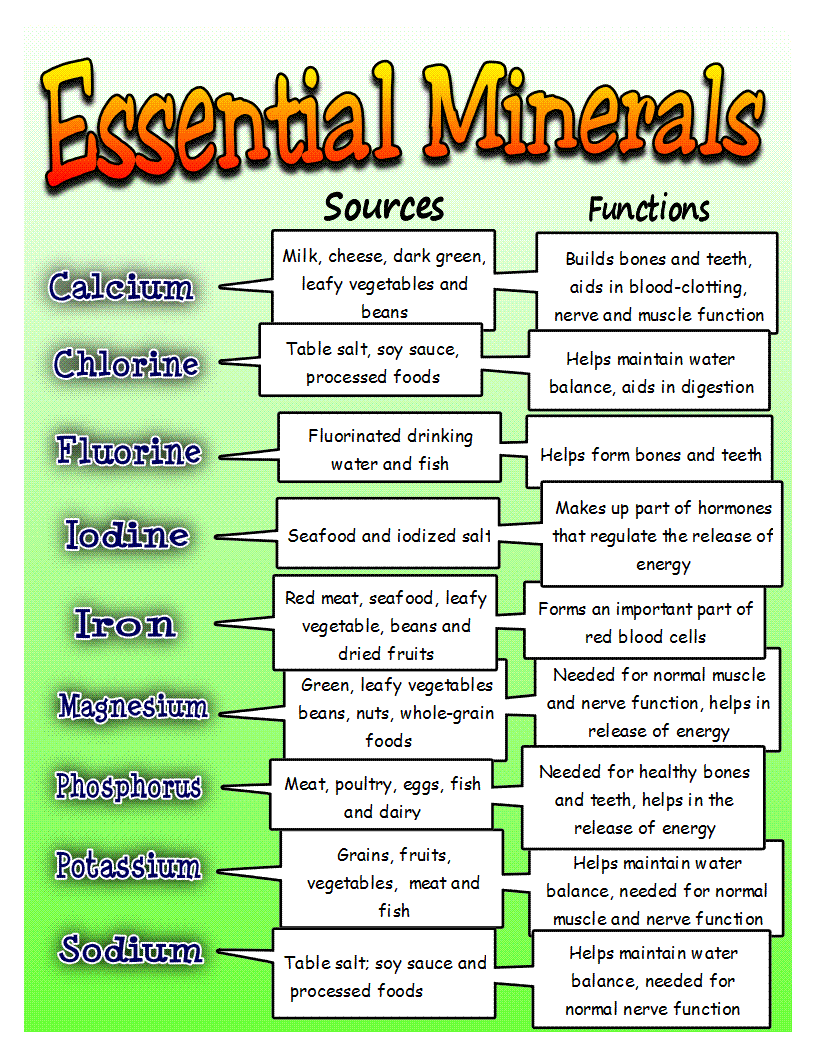 Essential Minerals
Sources
Functions
Calcium
Milk, cheese, dark green,
leafy vegetables and
beans
Builds bones and teeth,
aids in blood-clotting,
nerve and muscle function
Chlorine
Table salt, soy sauce,
processed foods
Helps maintain water
balance, aids in digestion
Fluorine
Fluorinated drinking
water and fish
Helps form bones and teeth
Iodine
Seafood and iodized salt
Makes up part of hormones
that regulate the release of
energy
Iron
Red meat, seafood, leafy
vegetable, beans and
dried fruits
Forms an important part of
red blood cells
Magnesium
Green, leafy vegetables
beans, nuts, whole-grain
foods
Needed for normal muscle
and nerve function, helps in
release of energy
Phosphorus
Meat, poultry, eggs, fish
and dairy
Needed for healthy bones
and teeth, helps in the
release of energy
Potassium
Grains, fruits,
vegetables, meat and
fish
Helps maintain water
balance, needed for normal
muscle and nerve function
Sodium
Table salt; soy sauce and
processed foods
Helps maintain water
balance, needed for
normal nerve function